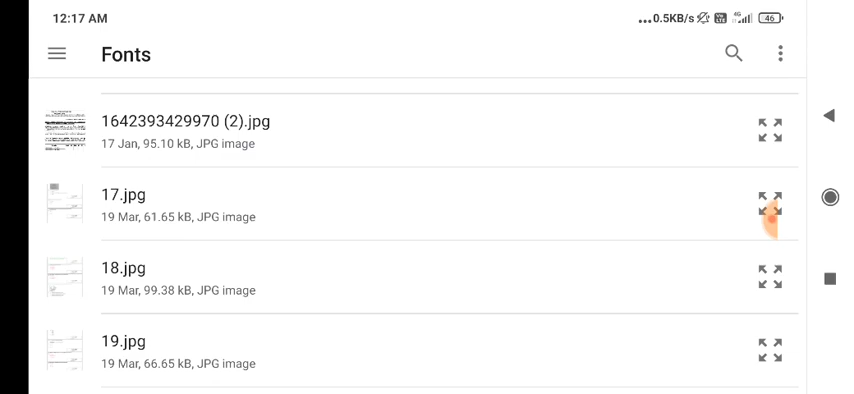 12:17 AM
...0.5KB/s 4G 46
Fonts
1642393429970 (2).jpg
17 Jan, 95.10 kB, JPG image
17.jpg
19 Mar, 61.65 kB, JPG image
18.jpg
19 Mar, 99.38 kB, JPG image
19.jpg
19 Mar, 66.65 kB, JPG image